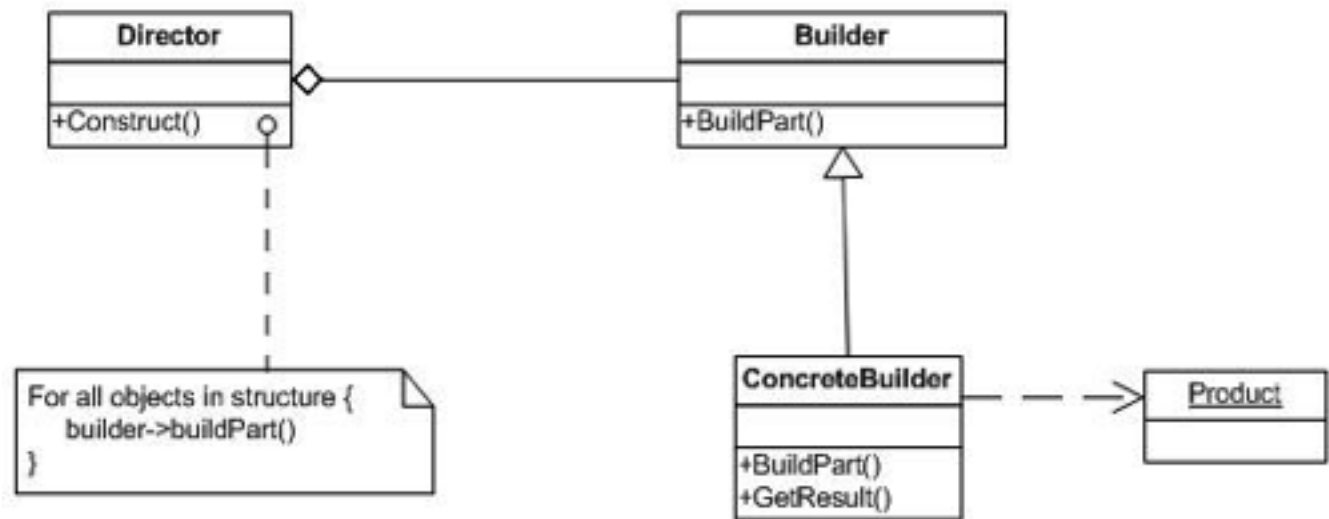 Director
+Construct()
Builder
+BuildPart()
For all objects in structure {
builder->buildPart()
}
ConcreteBuilder
+BuildPart()
+GetResult()
Product